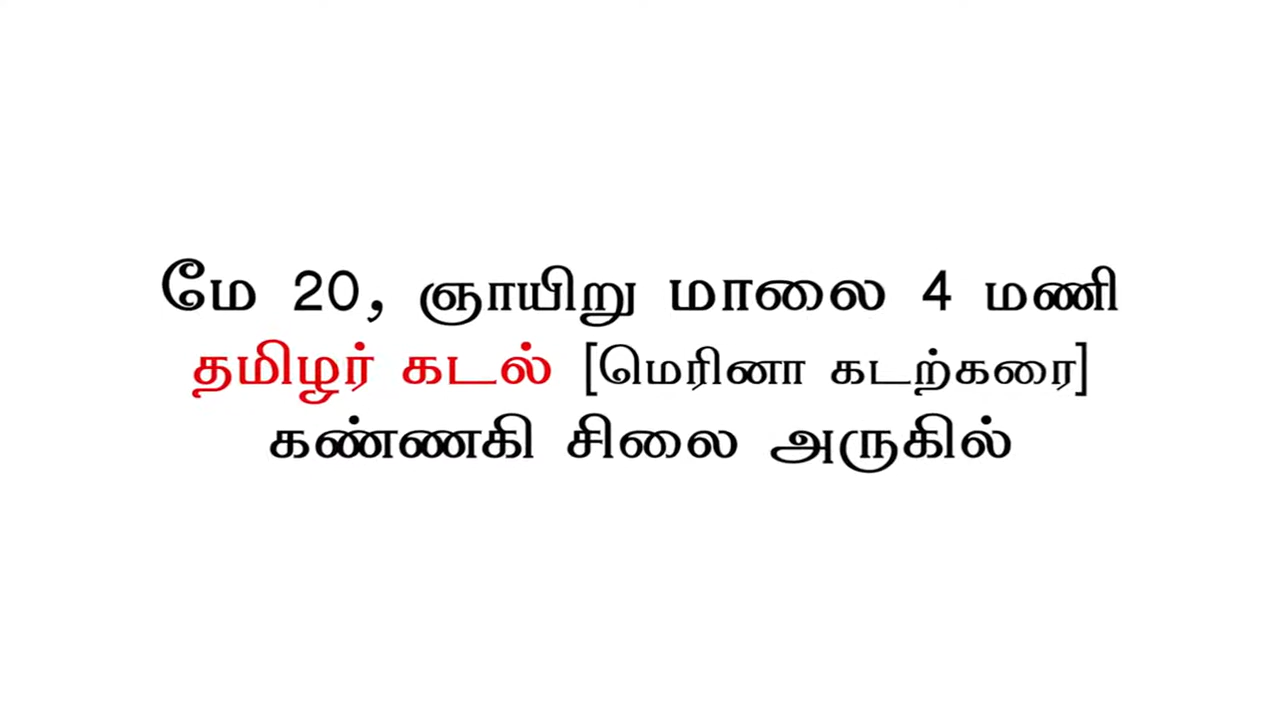 மே 20, ஞாயிறு மாலை 4 மணி
தமிழர் கடல் [மெரினா கடற்கரை]
கண்ணகி சிலை அருகில்